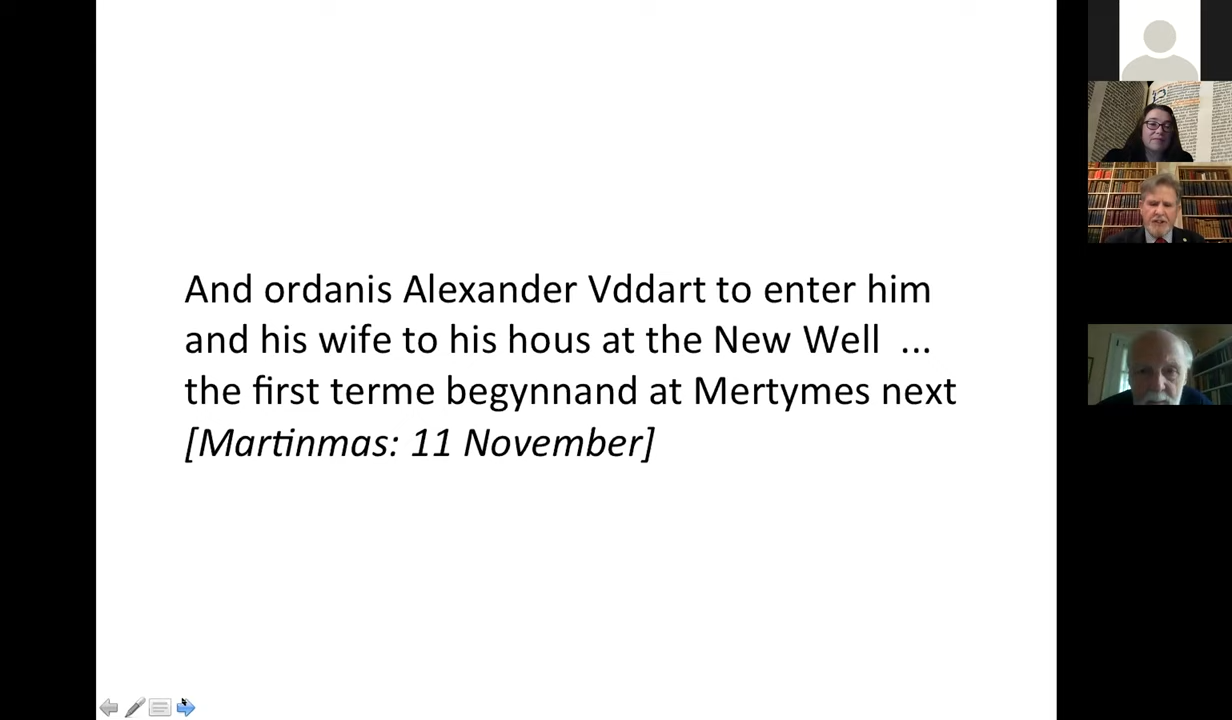 And ordanis Alexander Vddart to enter him
and his wife to his hous at the New Well ...
the first terme begynnand at Mertymes next
[Martinmas: 11 November]